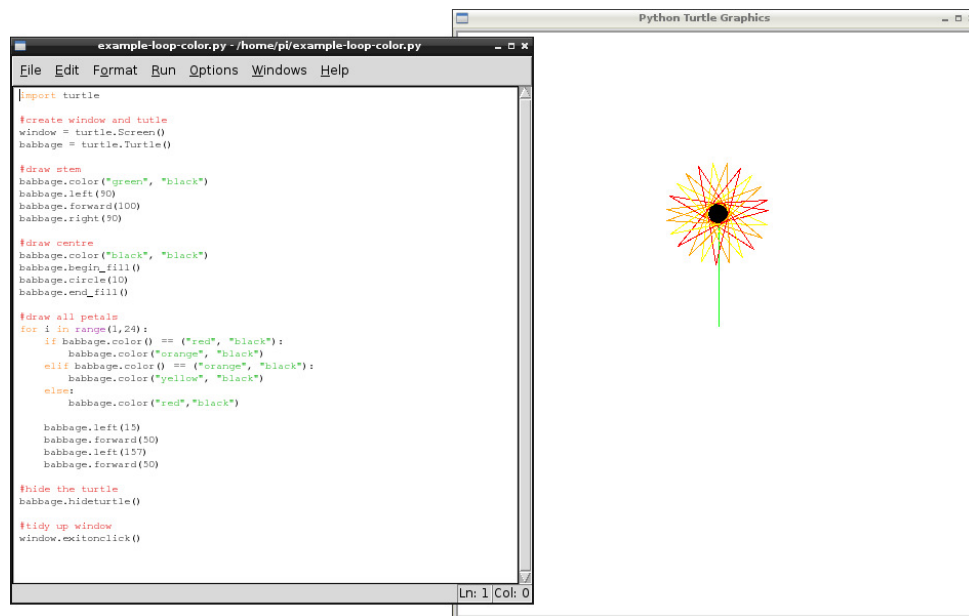 Python Turtle Graphics
example-loop-color.py - /home/pi/example-loop-color.py
File Edit Format Run Options Windows Help
import turtle
#create window and tutle
window = turtle.Screen()
babbage = turtle.Turtle()
#draw stem
babbage.color("green", "black")
babbage.left(90)
babbage.forward(100)
babbage.right(90)
#draw centre
babbage.color("black", "black")
babbage.begin_fill()
babbage.circle(10)
babbage.end_fill()
#draw all petals
for i in range(1,24):
    if babbage.color() == ("red", "black"):
        babbage.color("orange", "black")
    elif babbage.color() == ("orange", "black"):
        babbage.color("yellow", "black")
    else:
        babbage.color("red","black")
    babbage.left(15)
    babbage.forward(50)
    babbage.left(157)
    babbage.forward(50)
#hide the turtle
babbage.hideturtle()
#tidy up window
window.exitonclick()
Ln: 1 Col: 0